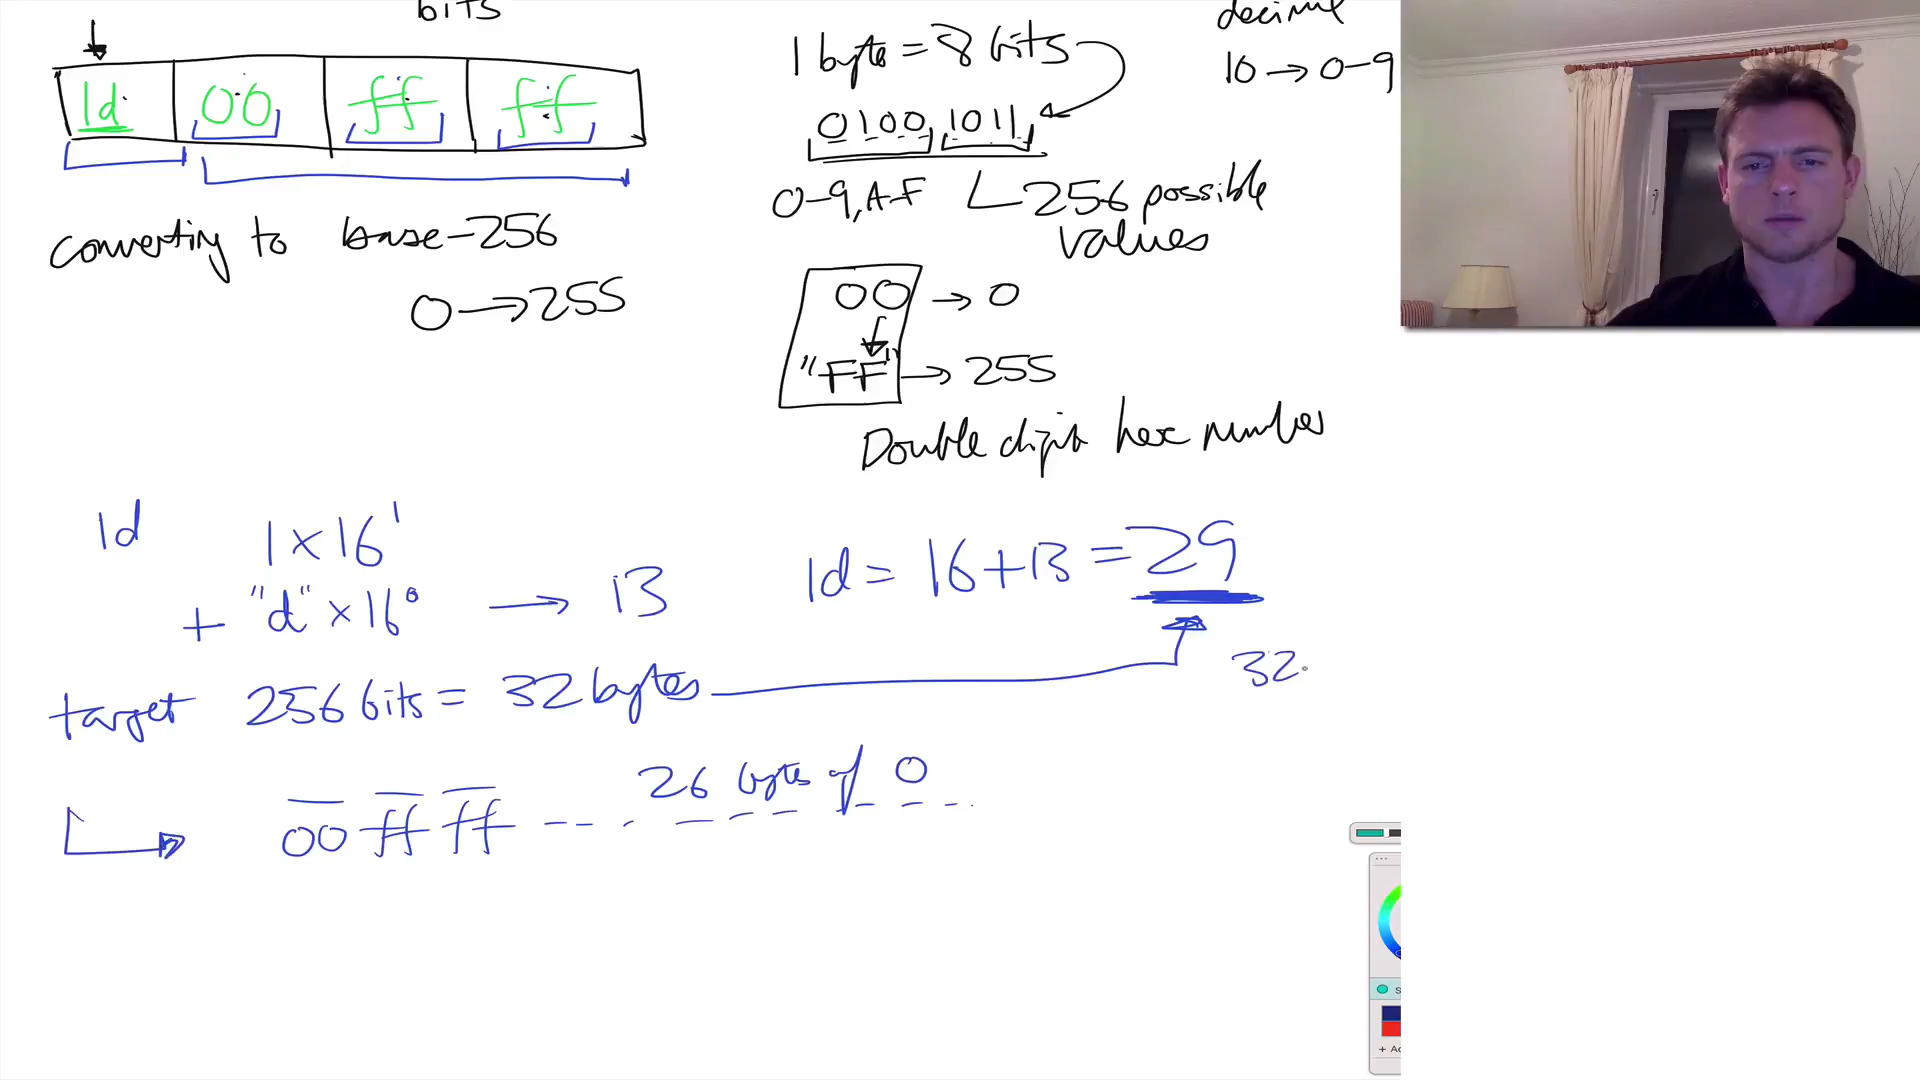 bits
1d 00 ff ff
converting to base-256
0 → 255
1 byte = 8 bits
0100 1011
0-9, A-F
256 possible
values
00 → 0
"FF" → 255
Double digit hex number
decimal
10 → 0-9
1d
1 × 16¹
+ "d" × 16⁰ → 13
1d = 16 + 13 = 29
target 256 bits = 32 bytes
32
26 bytes of 0
00 ff ff